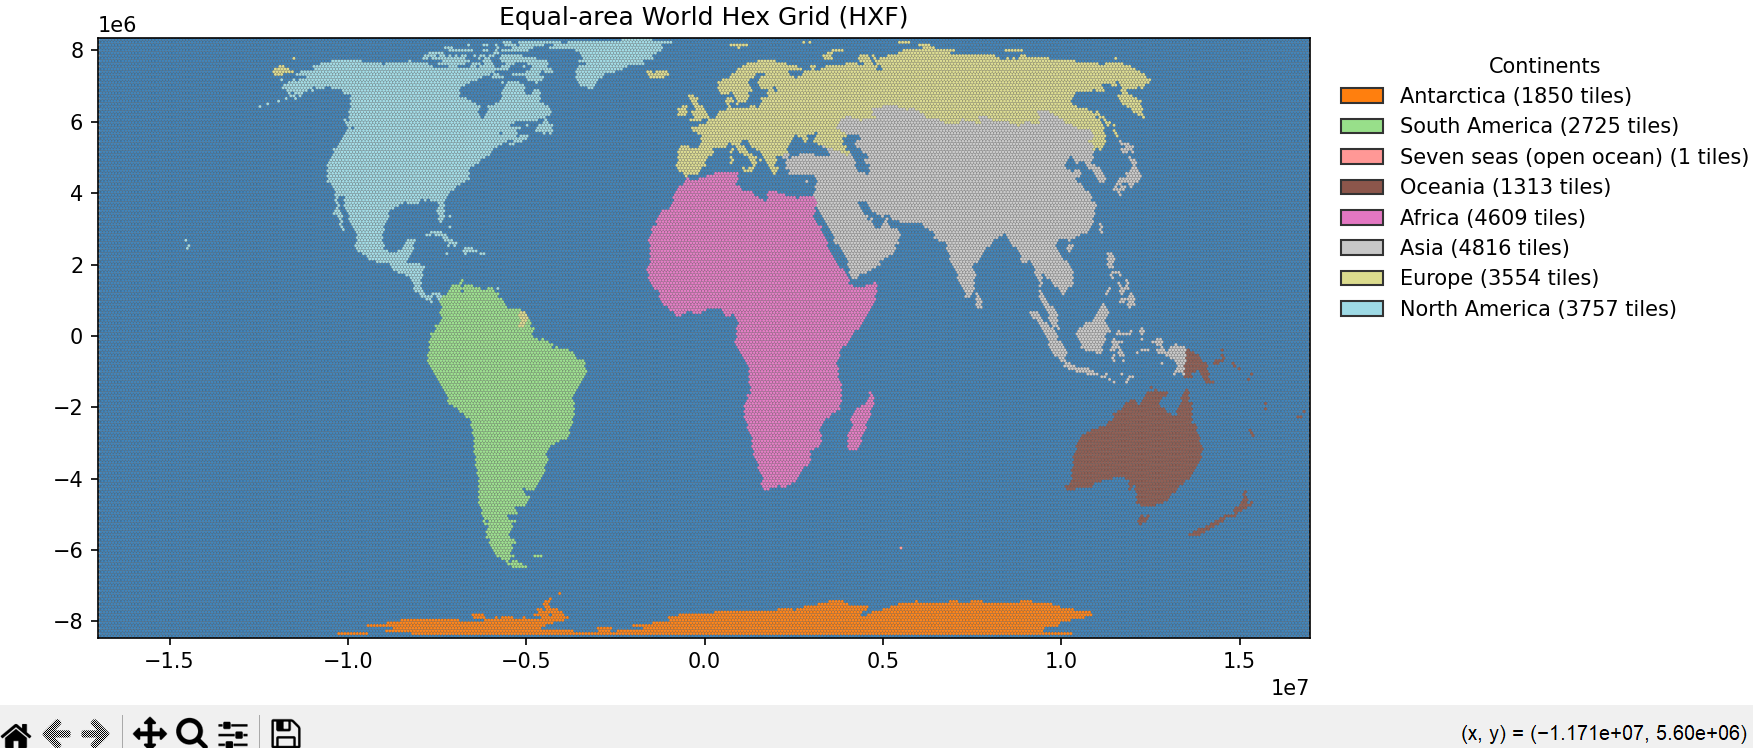 Equal-area World Hex Grid (HXF)
1e6
8
6
4
2
0
−2
−4
−6
−8
−1.5 −1.0 −0.5 0.0 0.5 1.0 1.5
1e7
Continents
Antarctica (1850 tiles)
South America (2725 tiles)
Seven seas (open ocean) (1 tiles)
Oceania (1313 tiles)
Africa (4609 tiles)
Asia (4816 tiles)
Europe (3554 tiles)
North America (3757 tiles)
(x, y) = (−1.171e+07, 5.60e+06)